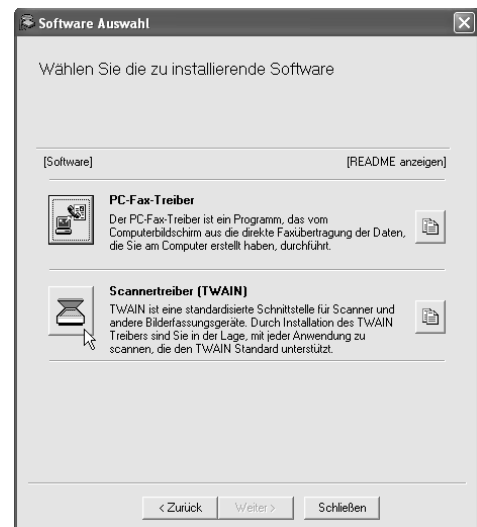 Software Auswahl
Wählen Sie die zu installierende Software
[Software] [README anzeigen]
PC-Fax-Treiber
Der PC-Fax-Treiber ist ein Programm, das vom
Computerbildschirm aus die direkte Faxübertragung der Daten,
die Sie am Computer erstellt haben, durchführt.
Scannertreiber (TWAIN)
TWAIN ist eine standardisierte Schnittstelle für Scanner und
andere Bilderfassungsgeräte. Durch Installation des TWAIN
Treibers sind Sie in der Lage, mit jeder Anwendung zu
scannen, die den TWAIN Standard unterstützt.
< Zurück Weiter > Schließen